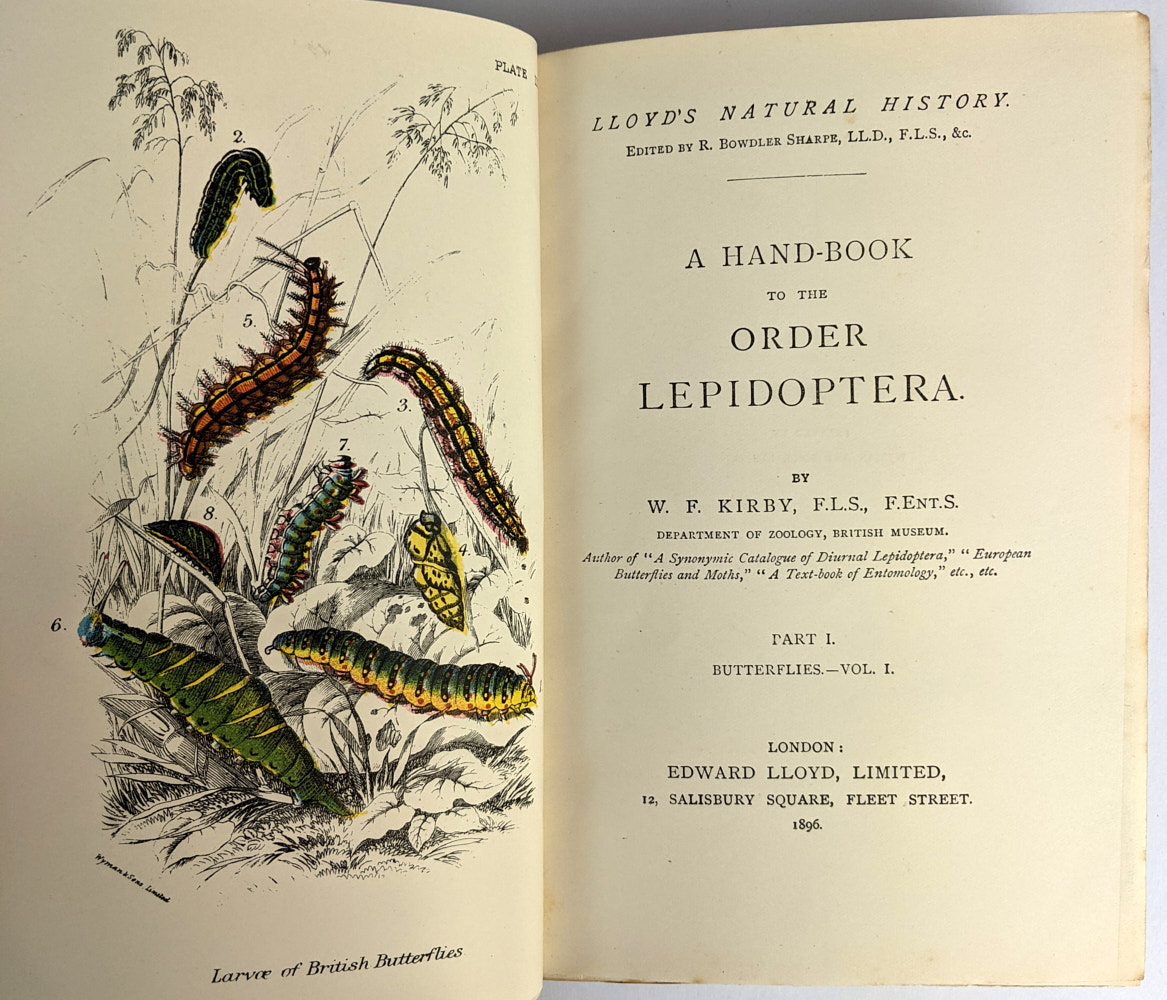 PLATE
2.
5.
3.
7.
8.
4.
6.
Wyman & Sons Limited
Larvæ of British Butterflies
LLOYD'S NATURAL HISTORY.
EDITED BY R. BOWDLER SHARPE, LL.D., F.L.S., &c.
A HAND-BOOK
TO THE
ORDER
LEPIDOPTERA.
BY
W. F. KIRBY, F.L.S., F.ENT.S.
DEPARTMENT OF ZOOLOGY, BRITISH MUSEUM.
Author of "A Synonymic Catalogue of Diurnal Lepidoptera," "European
Butterflies and Moths," "A Text-book of Entomology," etc., etc.
PART I.
BUTTERFLIES.—VOL. I.
LONDON:
EDWARD LLOYD, LIMITED,
12, SALISBURY SQUARE, FLEET STREET.
1896.